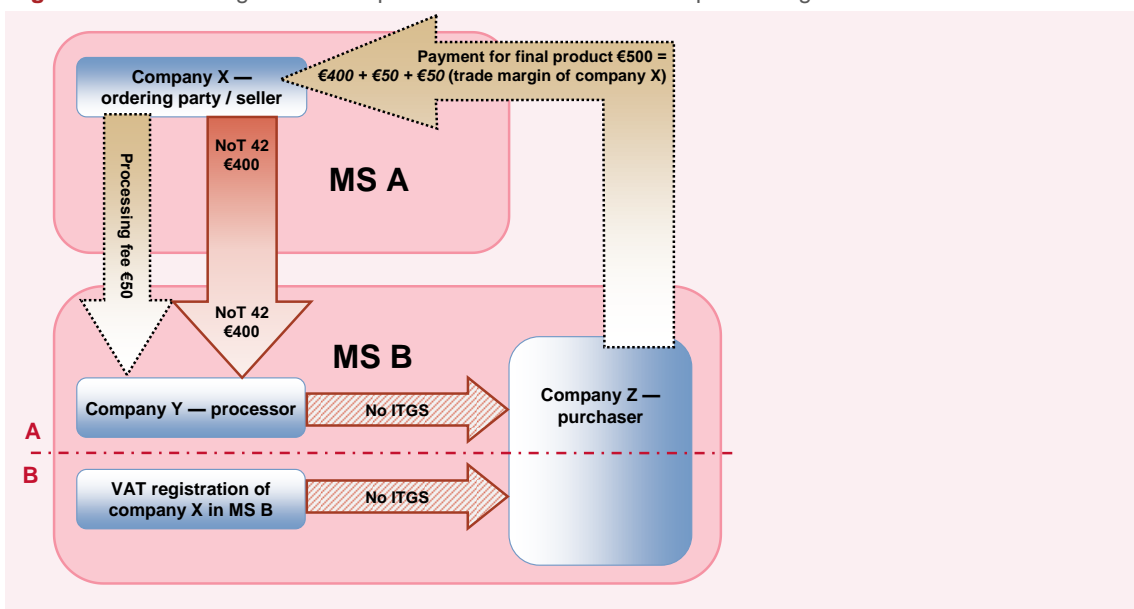 Payment for final product €500 =
€400 + €50 + €50 (trade margin of company X)
Company X —
ordering party / seller
Processing fee €50
NoT 42
€400
MS A
NoT 42
€400
MS B
Company Y — processor
No ITGS
Company Z —
purchaser
A
B
VAT registration of
company X in MS B
No ITGS